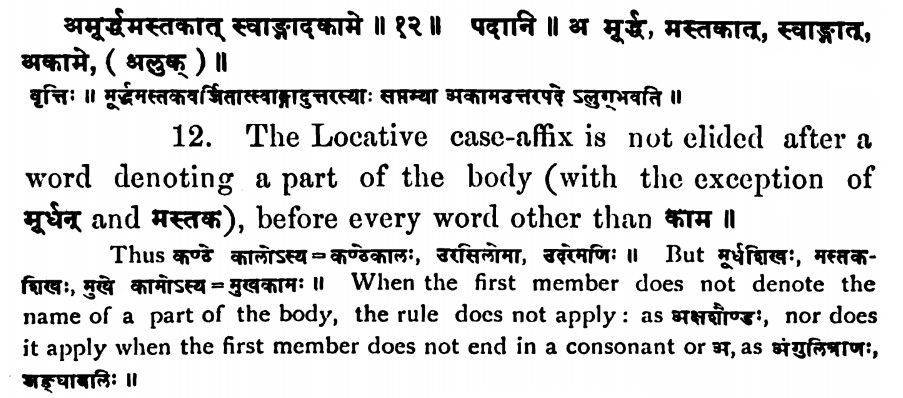 अमूर्द्धमस्तकात् स्वाङ्गादकामे ॥ १२॥ पदानि ॥ अ मूर्द्ध, मस्तकात्, स्वाङ्गात्,
अकामे, ( अलुक् ) ॥
वृत्तिः ॥ मूर्द्धमस्तकवर्जितात्स्वाङ्गादुत्तरस्याः सप्तम्या अकामउत्तरपदे ऽलुग्भवति ॥
12. The Locative case-affix is not elided after a
word denoting a part of the body (with the exception of
मूर्धन् and मस्तक), before every word other than काम ॥
Thus कण्ठे कालोऽस्य = कण्ठेकालः, उरसिलोमा, उदरेमणिः ॥ But मूर्धशिखः, मस्तक-
शिखः, मुखे कामोऽस्य = मुखकामः ॥ When the first member does not denote the
name of a part of the body, the rule does not apply : as अक्षशौण्डः, nor does
it apply when the first member does not end in a consonant or अ, as अंगुलित्राणः,